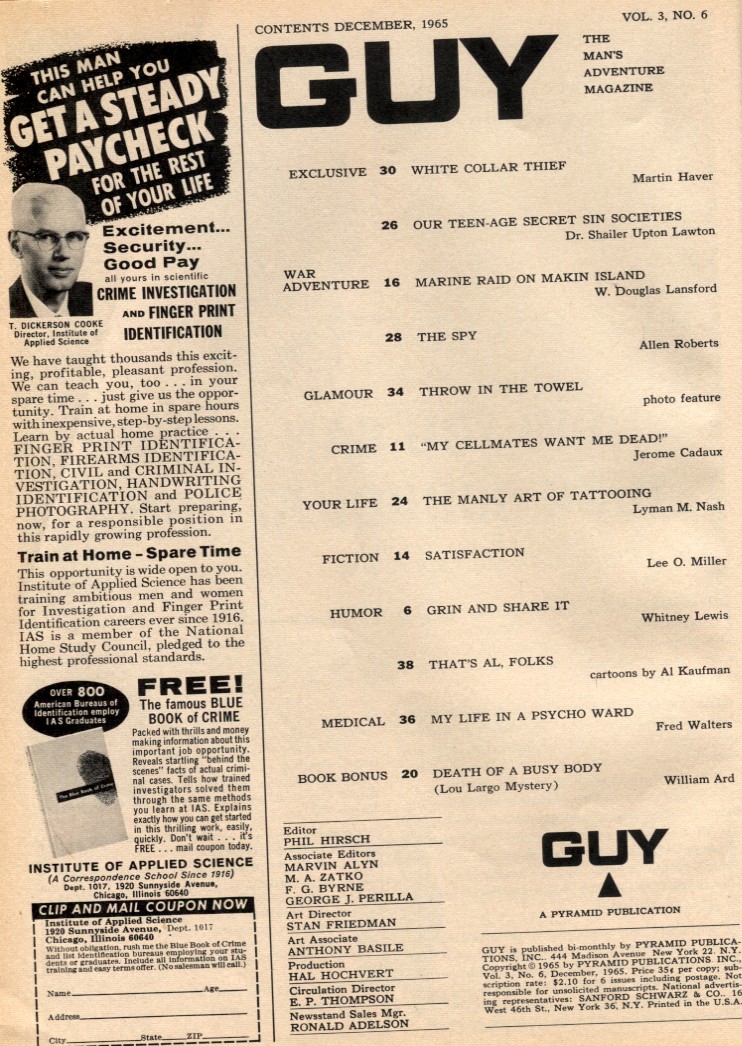 THIS MAN
CAN HELP YOU
GET A STEADY
PAYCHECK
FOR THE REST
OF YOUR LIFE
Excitement...
Security...
Good Pay
all yours in scientific
CRIME INVESTIGATION
AND FINGER PRINT
IDENTIFICATION
T. DICKERSON COOKE
Director, Institute of
Applied Science
We have taught thousands this excit-
ing, profitable, pleasant profession.
We can teach you, too . . . in your
spare time . . . just give us the oppor-
tunity. Train at home in spare hours
with inexpensive, step-by-step lessons.
Learn by actual home practice . . .
FINGER PRINT IDENTIFICA-
TION, FIREARMS IDENTIFICA-
TION, CIVIL and CRIMINAL IN-
VESTIGATION, HANDWRITING
IDENTIFICATION and POLICE
PHOTOGRAPHY. Start preparing,
now, for a responsible position in
this rapidly growing profession.
Train at Home – Spare Time
This opportunity is wide open to you.
Institute of Applied Science has been
training ambitious men and women
for Investigation and Finger Print
Identification careers ever since 1916.
IAS is a member of the National
Home Study Council, pledged to the
highest professional standards.
OVER 800
American Bureaus of
Identification employ
IAS Graduates
The Blue Book of Crime
FREE!
The famous BLUE
BOOK of CRIME
Packed with thrills and money
making information about this
important job opportunity.
Reveals startling "behind the
scenes" facts of actual crimi-
nal cases. Tells how trained
investigators solved them
through the same methods
you learn at IAS. Explains
exactly how you can get started
in this thrilling work, easily,
quickly. Don't wait . . . it's
FREE . . . mail coupon today.
INSTITUTE OF APPLIED SCIENCE
(A Correspondence School Since 1916)
Dept. 1017, 1920 Sunnyside Avenue,
Chicago, Illinois 60640
CLIP AND MAIL COUPON NOW
Institute of Applied Science
1920 Sunnyside Avenue, Dept. 1017
Chicago, Illinois 60640
Without obligation, rush me the Blue Book of Crime
and list Identification bureaus employing your stu-
dents or graduates. Include all information on IAS
training and easy terms offer. (No salesman will call.)
Name Age
Address
City State ZIP
CONTENTS DECEMBER, 1965
VOL. 3, NO. 6
GUY
THE
MAN'S
ADVENTURE
MAGAZINE
EXCLUSIVE 30 WHITE COLLAR THIEF
Martin Haver
26 OUR TEEN-AGE SECRET SIN SOCIETIES
Dr. Shailer Upton Lawton
WAR
ADVENTURE 16 MARINE RAID ON MAKIN ISLAND
W. Douglas Lansford
28 THE SPY
Allen Roberts
GLAMOUR 34 THROW IN THE TOWEL
photo feature
CRIME 11 "MY CELLMATES WANT ME DEAD!"
Jerome Cadaux
YOUR LIFE 24 THE MANLY ART OF TATTOOING
Lyman M. Nash
FICTION 14 SATISFACTION
Lee O. Miller
HUMOR 6 GRIN AND SHARE IT
Whitney Lewis
38 THAT'S AL, FOLKS
cartoons by Al Kaufman
MEDICAL 36 MY LIFE IN A PSYCHO WARD
Fred Walters
BOOK BONUS 20 DEATH OF A BUSY BODY
(Lou Largo Mystery)
William Ard
Editor
PHIL HIRSCH
Associate Editors
MARVIN ALYN
M. A. ZATKO
F. G. BYRNE
GEORGE J. PERILLA
Art Director
STAN FRIEDMAN
Art Associate
ANTHONY BASILE
Production
HAL HOCHVERT
Circulation Director
E. P. THOMPSON
Newsstand Sales Mgr.
RONALD ADELSON
GUY
A PYRAMID PUBLICATION
GUY is published bi-monthly by PYRAMID PUBLICA-
TIONS, INC., 444 Madison Avenue New York 22, N.Y.
Copyright © 1965 by PYRAMID PUBLICATIONS INC.,
Vol. 3, No. 6, December, 1965. Price 35¢ per copy; sub-
scription rate: $2.10 for 6 issues including postage. Not
responsible for unsolicited manuscripts. National advertis-
ing representatives: SANFORD SCHWARZ & CO., 16
West 46th St., New York 36, N.Y. Printed in the U.S.A.